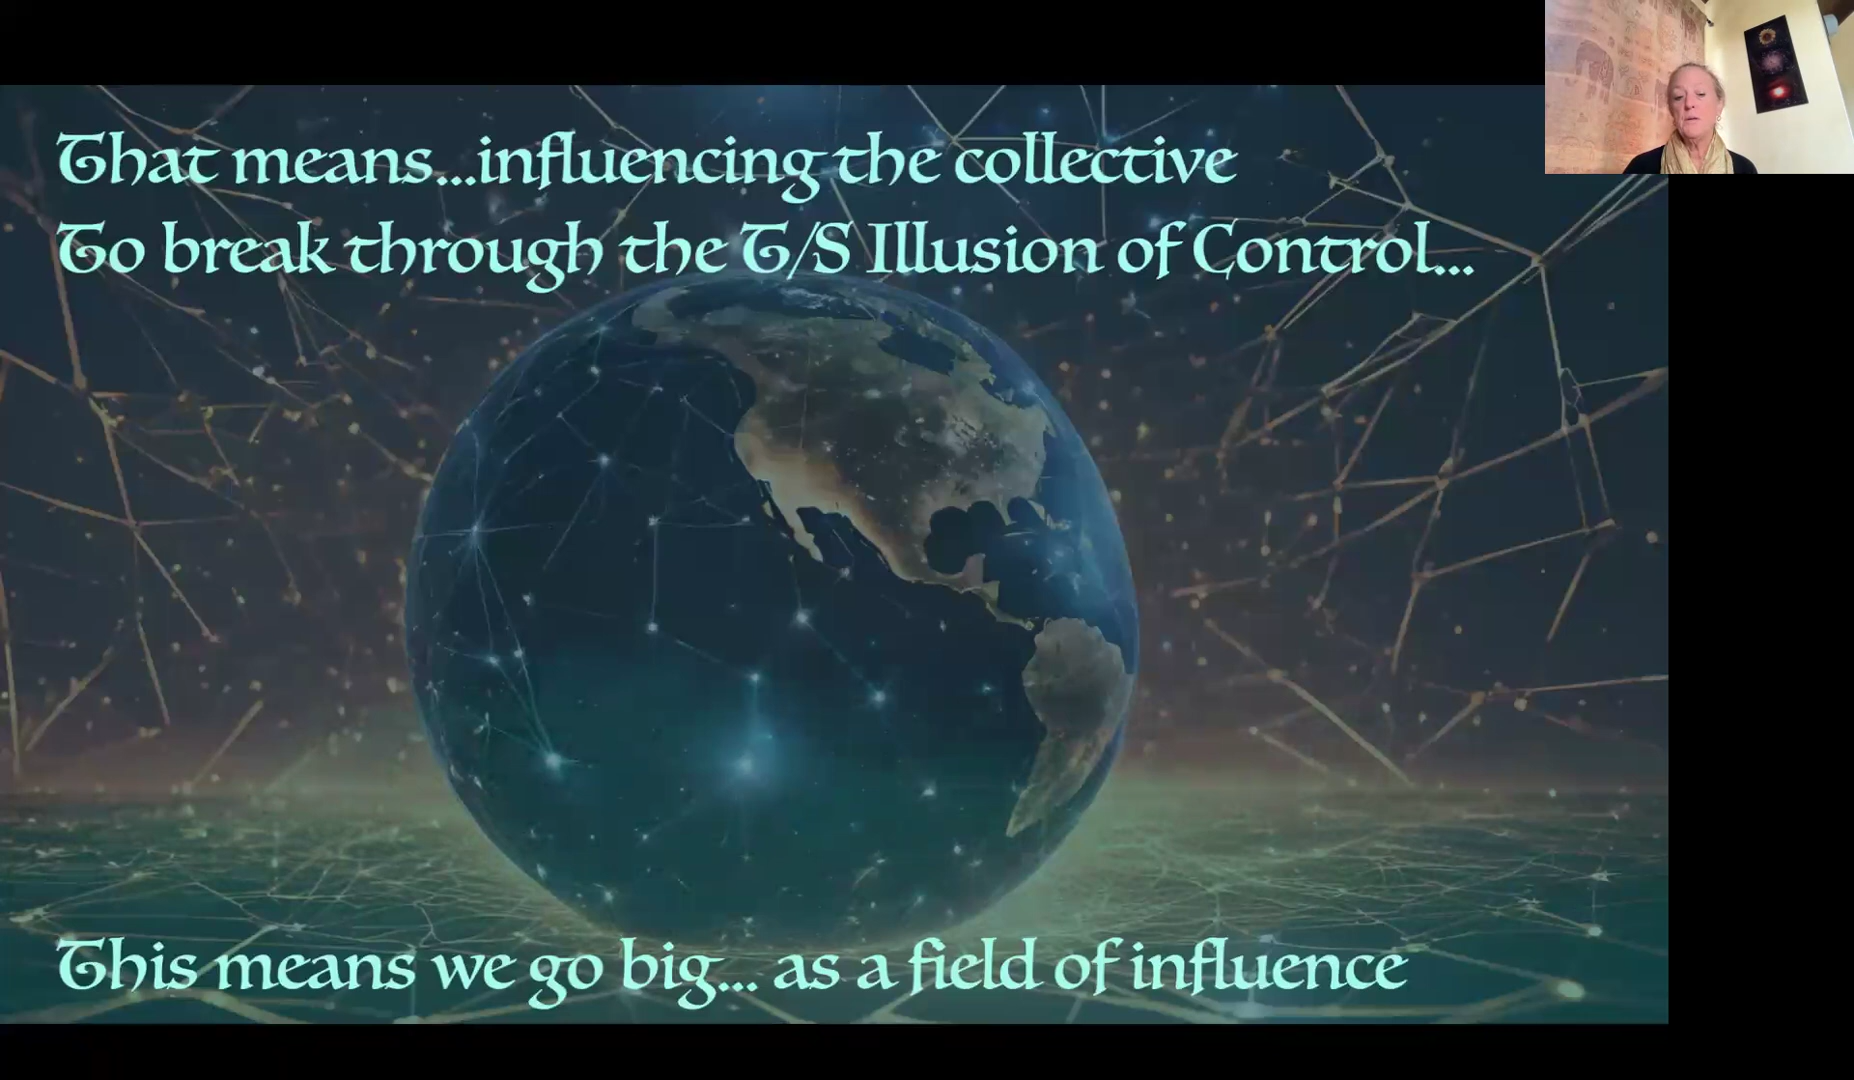 That means...influencing the collective
To break through the T/S Illusion of Control...
This means we go big... as a field of influence